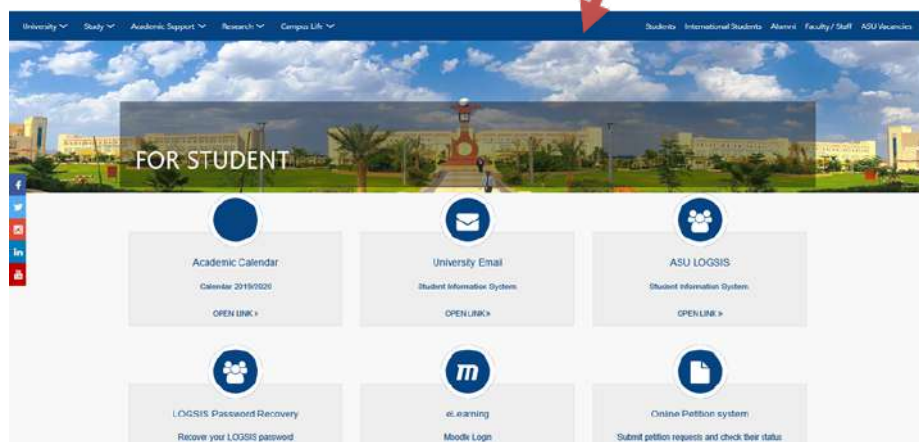 University Study Academic Support Research Campus Life Students International Students Alumni Faculty / Staff ASU Vacancies
FOR STUDENT
f
in
Academic Calendar
Calendar 2019/2020
OPEN LINK »
University Email
Student Information System
OPEN LINK »
ASU LOGSIS
Student Information System
OPEN LINK »
LOGSIS Password Recovery
Recover your LOGSIS password
m
eLearning
Moodle Login
Online Petition system
Submit petition requests and check their status